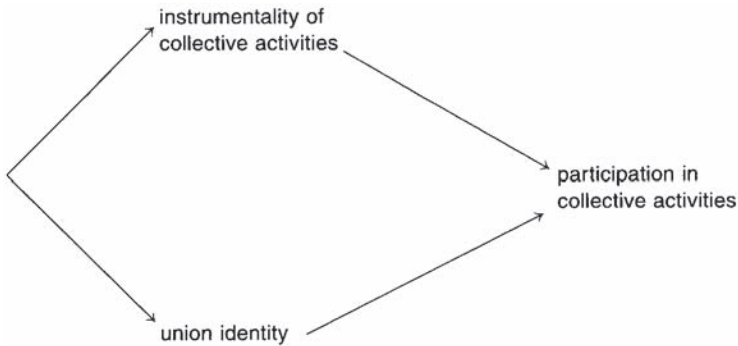 instrumentality of
collective activities
participation in
collective activities
union identity